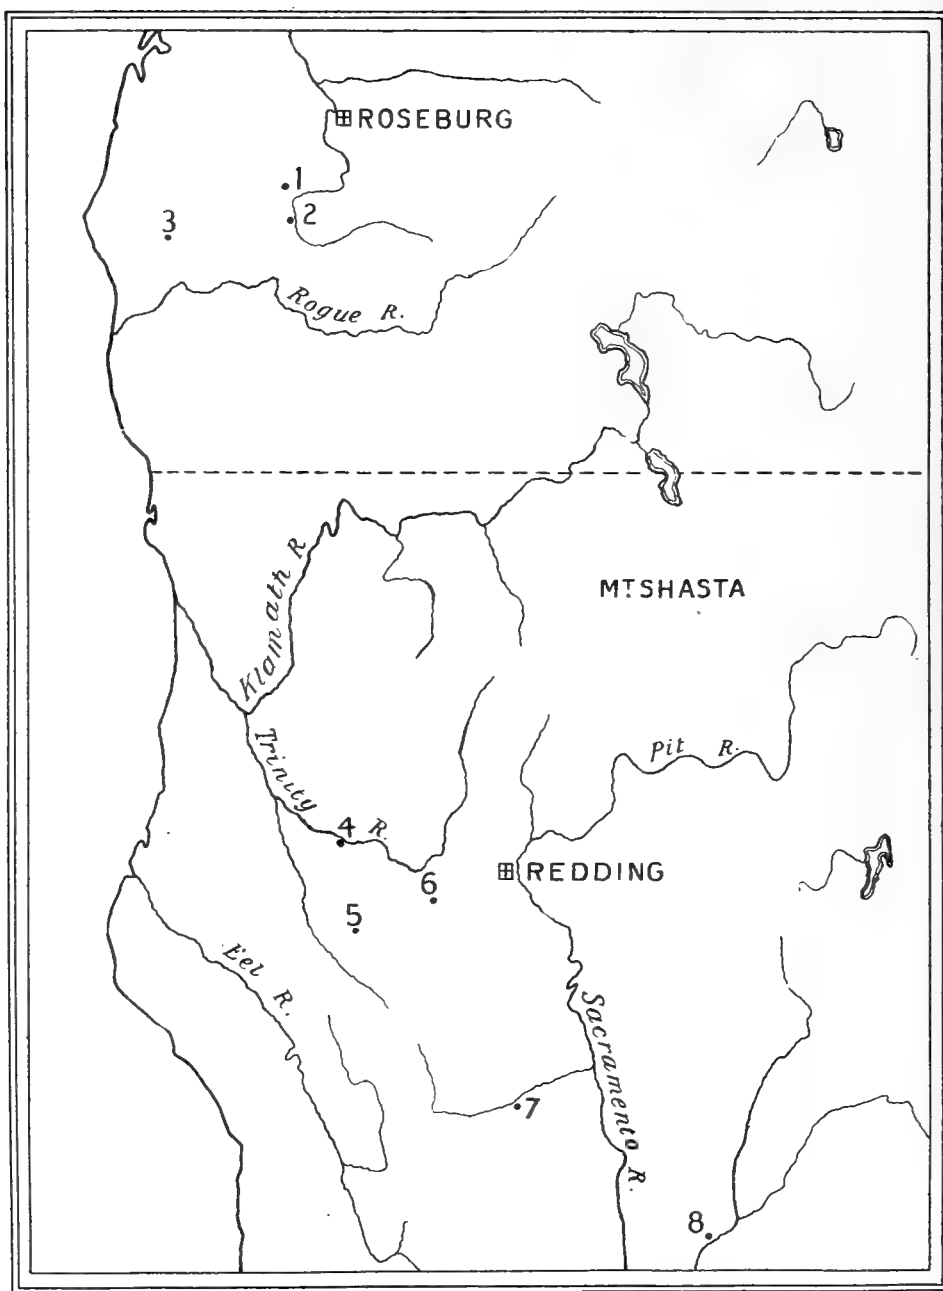 ROSEBURG
1
2
3
Rogue R.
Klamath R
MT SHASTA
Trinity R.
Pit R.
4
REDDING
6
5
Eel R.
Sacramento R.
7
8